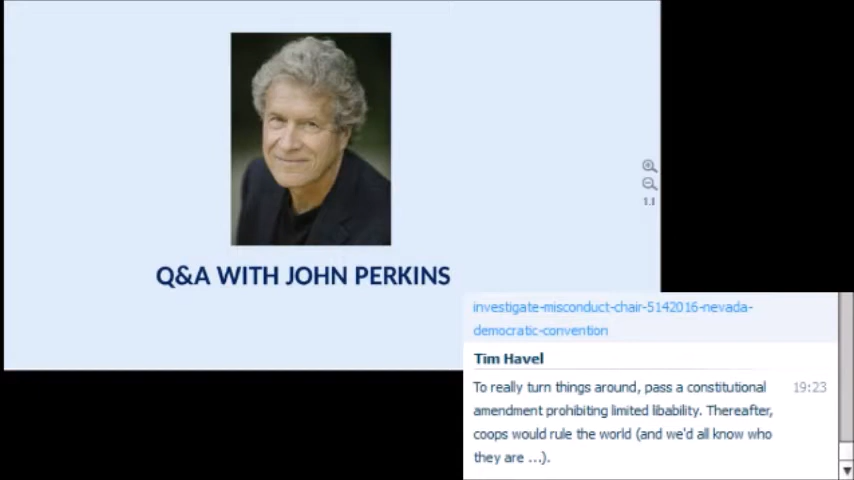 Q&A WITH JOHN PERKINS
1.1
investigate-misconduct-chair-5142016-nevada-
democratic-convention
Tim Havel
To really turn things around, pass a constitutional 19:23
amendment prohibiting limited libability. Thereafter,
coops would rule the world (and we'd all know who
they are ...).